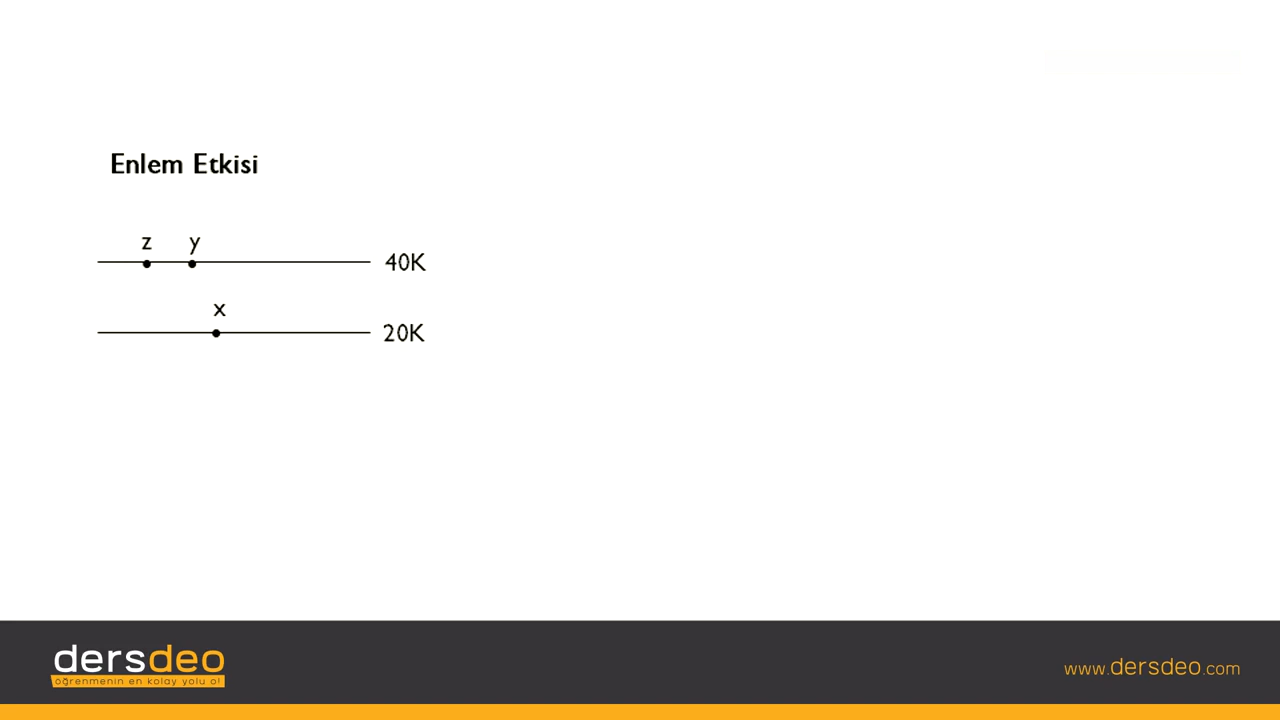 Enlem Etkisi
z y
40K
x
20K
dersdeo
öğrenmenin en kolay yolu o!
www.dersdeo.com